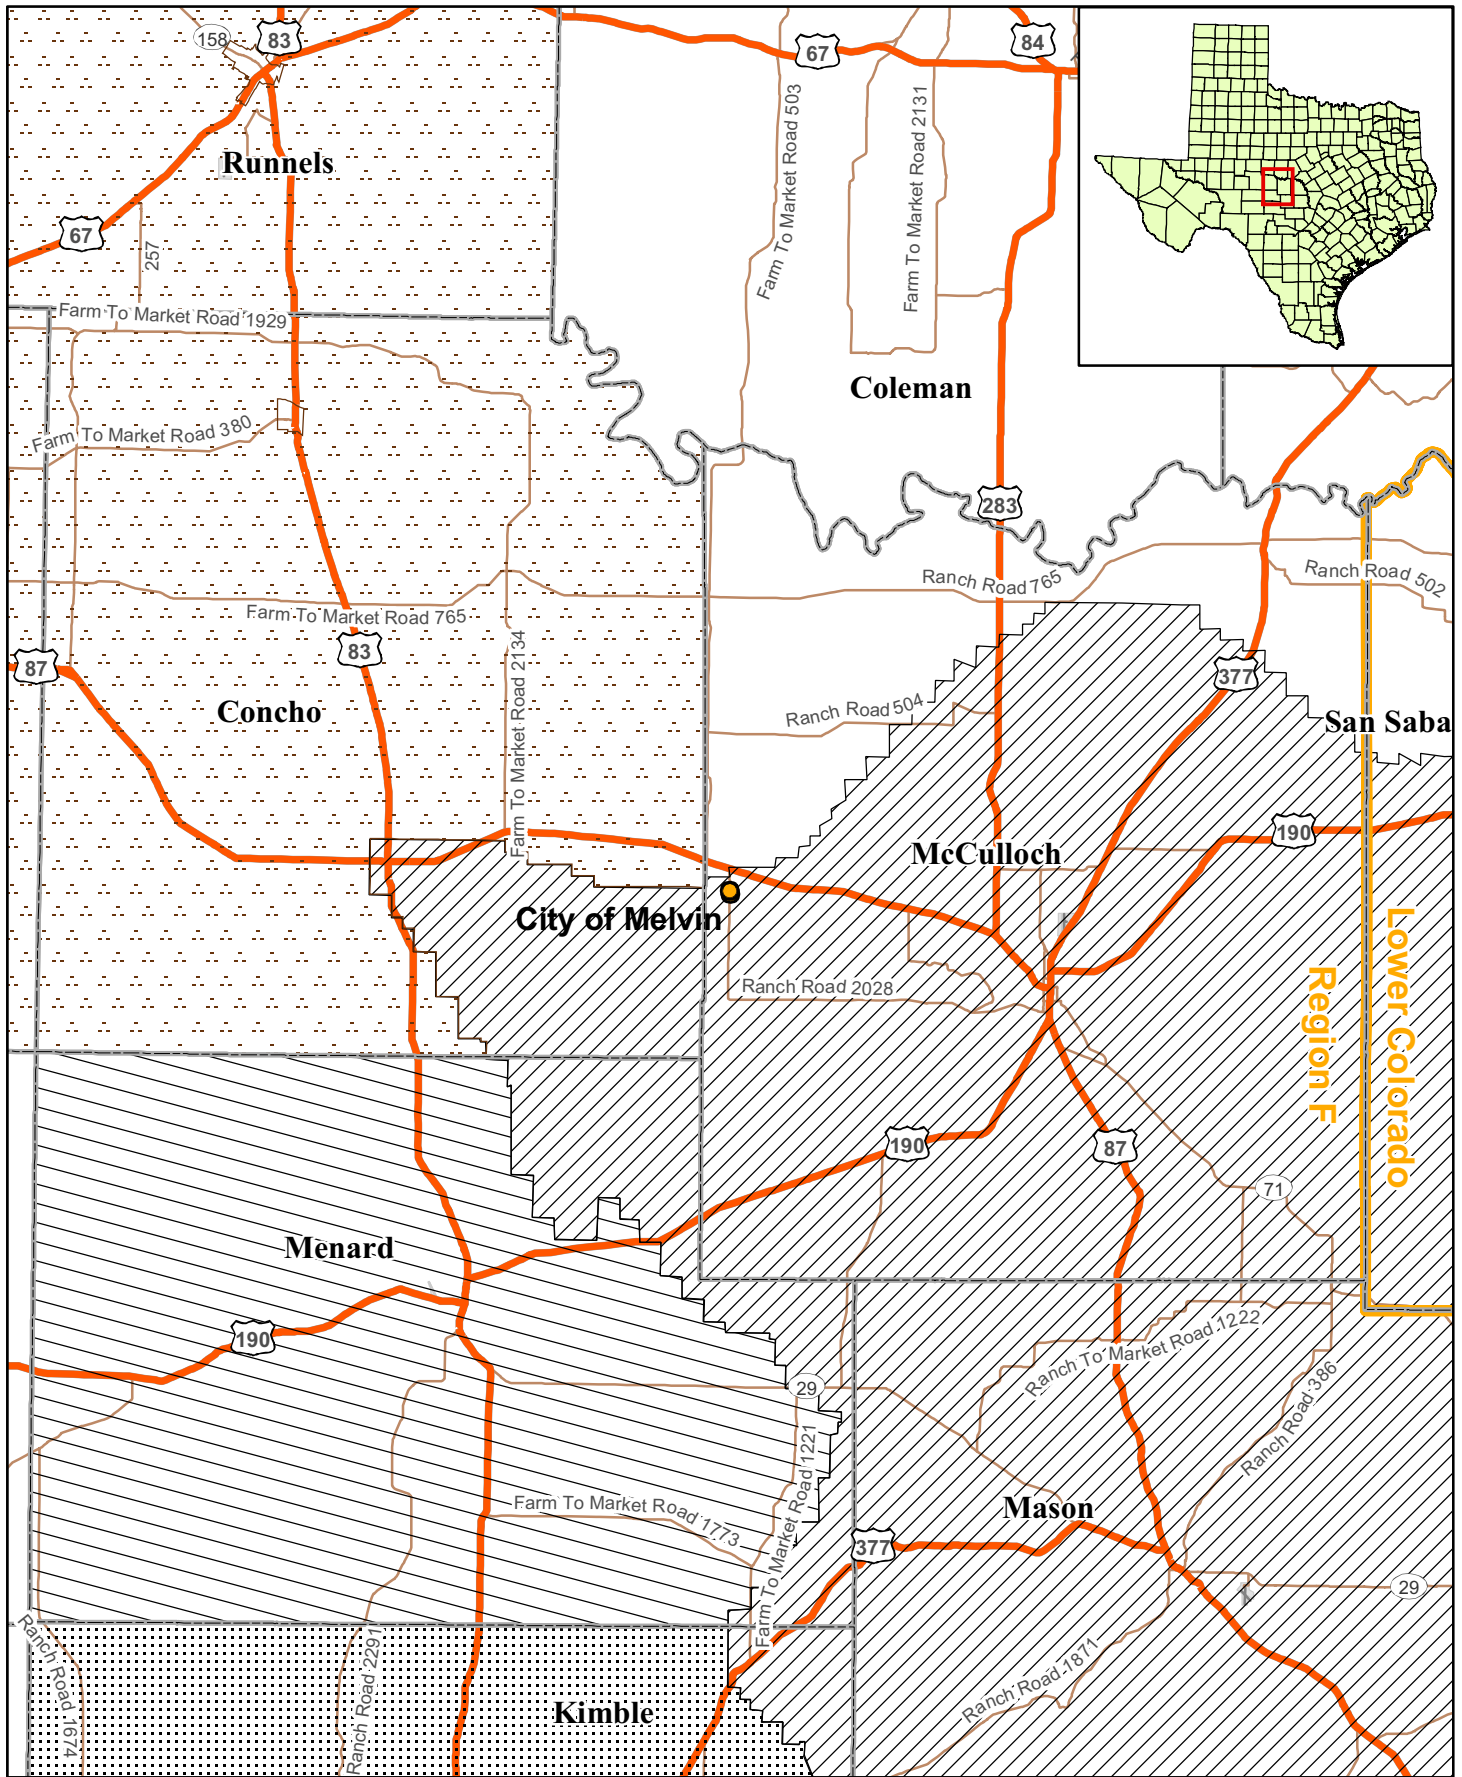 158
83
67
84
Farm To Market Road 503
Farm To Market Road 2131
Runnels
67
257
Farm To Market Road 1929
Coleman
Farm To Market Road 380
283
Ranch Road 765
Ranch Road 502
Farm To Market Road 765
Farm To Market Road 2134
83
87
377
Concho
Ranch Road 504
San Saba
190
McCulloch
City of Melvin
Ranch Road 2028
Lower Colorado
Region F
190
87
71
Menard
190
Ranch To Market Road 1222
29
Ranch Road 386
Farm To Market Road 1221
Farm To Market Road 1773
Mason
377
29
Ranch Road 1674
Ranch Road 2291
Ranch Road 1871
Kimble